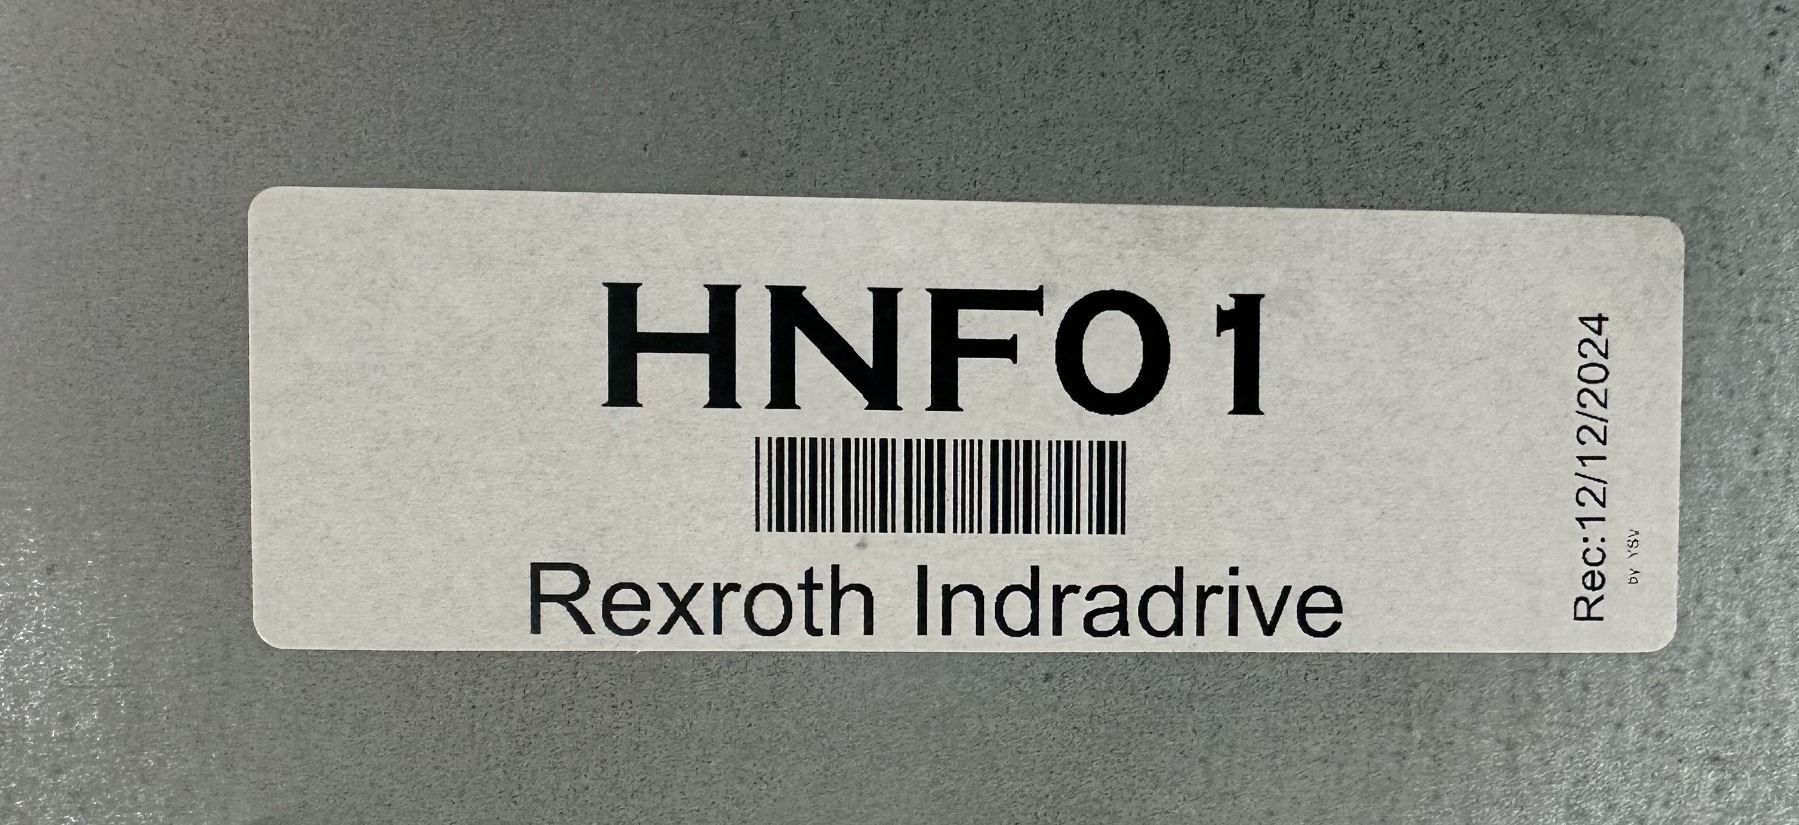 HNF01
Rexroth Indradrive
Rec:12/12/2024
by YSV